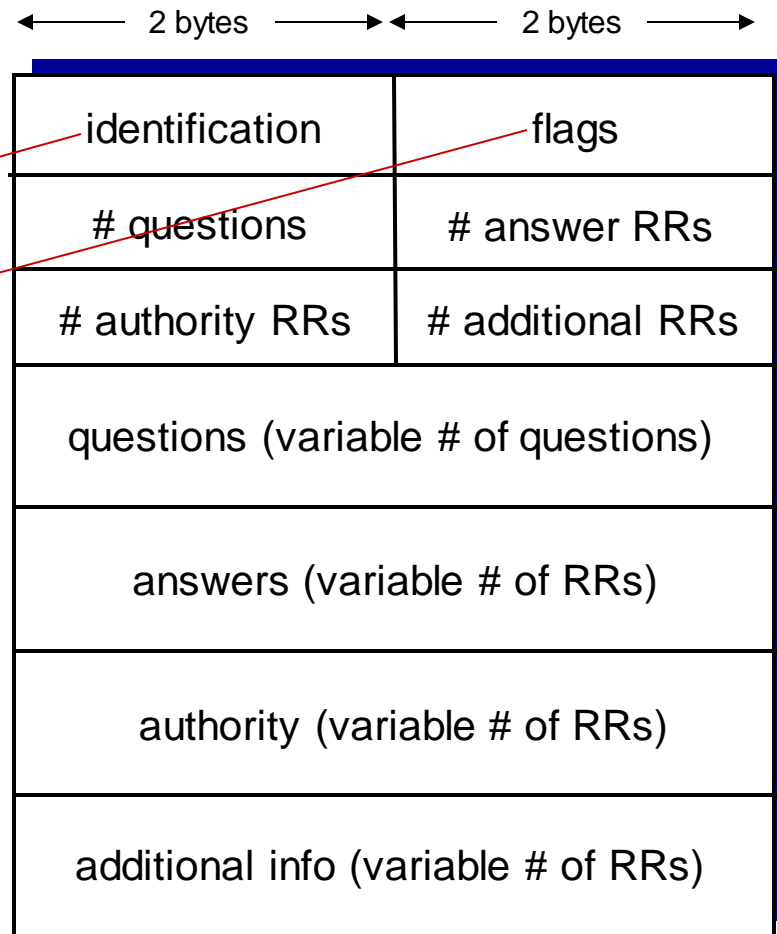 2 bytes 2 bytes
identification flags
# questions # answer RRs
# authority RRs # additional RRs
questions (variable # of questions)
answers (variable # of RRs)
authority (variable # of RRs)
additional info (variable # of RRs)